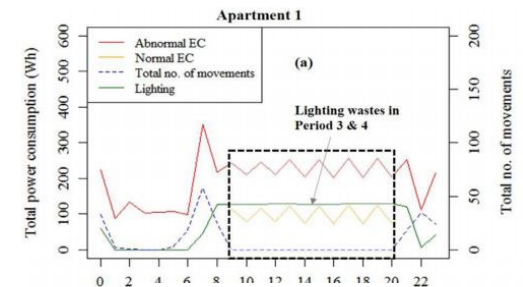 Apartment 1
Total power consumption (Wh)
600
500
400
300
200
100
0
Abnormal EC
Normal EC
Total no. of movements
Lighting
(a)
Lighting wastes in
Period 3 & 4
200
150
100
50
0
Total no. of movements
0 2 4 6 8 10 12 14 16 18 20 22